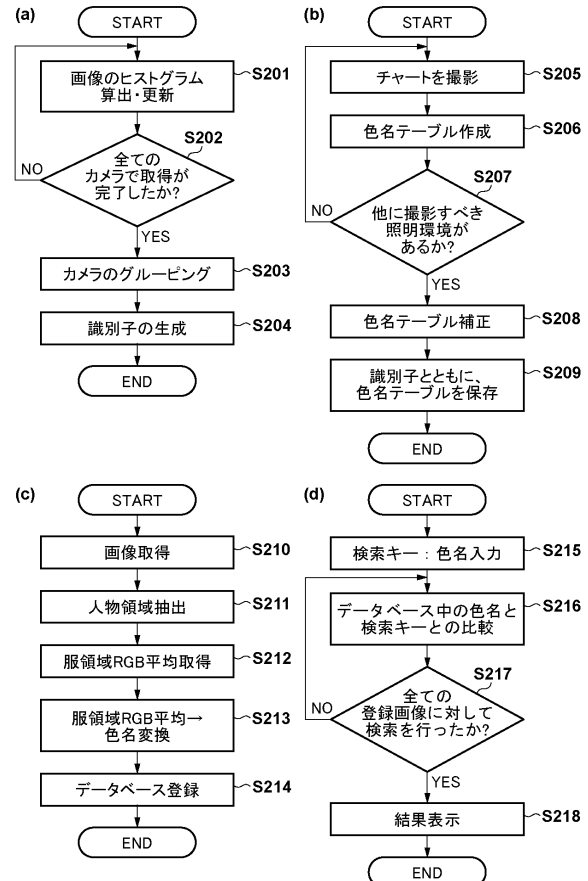 (a)
START
画像のヒストグラム
算出・更新
S201
全ての
カメラで取得が
完了したか?
S202
NO
YES
カメラのグルーピング
S203
識別子の生成
S204
END
(b)
START
チャートを撮影
S205
色名テーブル作成
S206
他に撮影すべき
照明環境が
あるか?
S207
NO
YES
色名テーブル補正
S208
識別子とともに、
色名テーブルを保存
S209
END
(c)
START
画像取得
S210
人物領域抽出
S211
服領域RGB平均取得
S212
服領域RGB平均→
色名変換
S213
データベース登録
S214
END
(d)
START
検索キー：色名入力
S215
データベース中の色名と
検索キーとの比較
S216
全ての
登録画像に対して
検索を行ったか?
S217
NO
YES
結果表示
S218
END